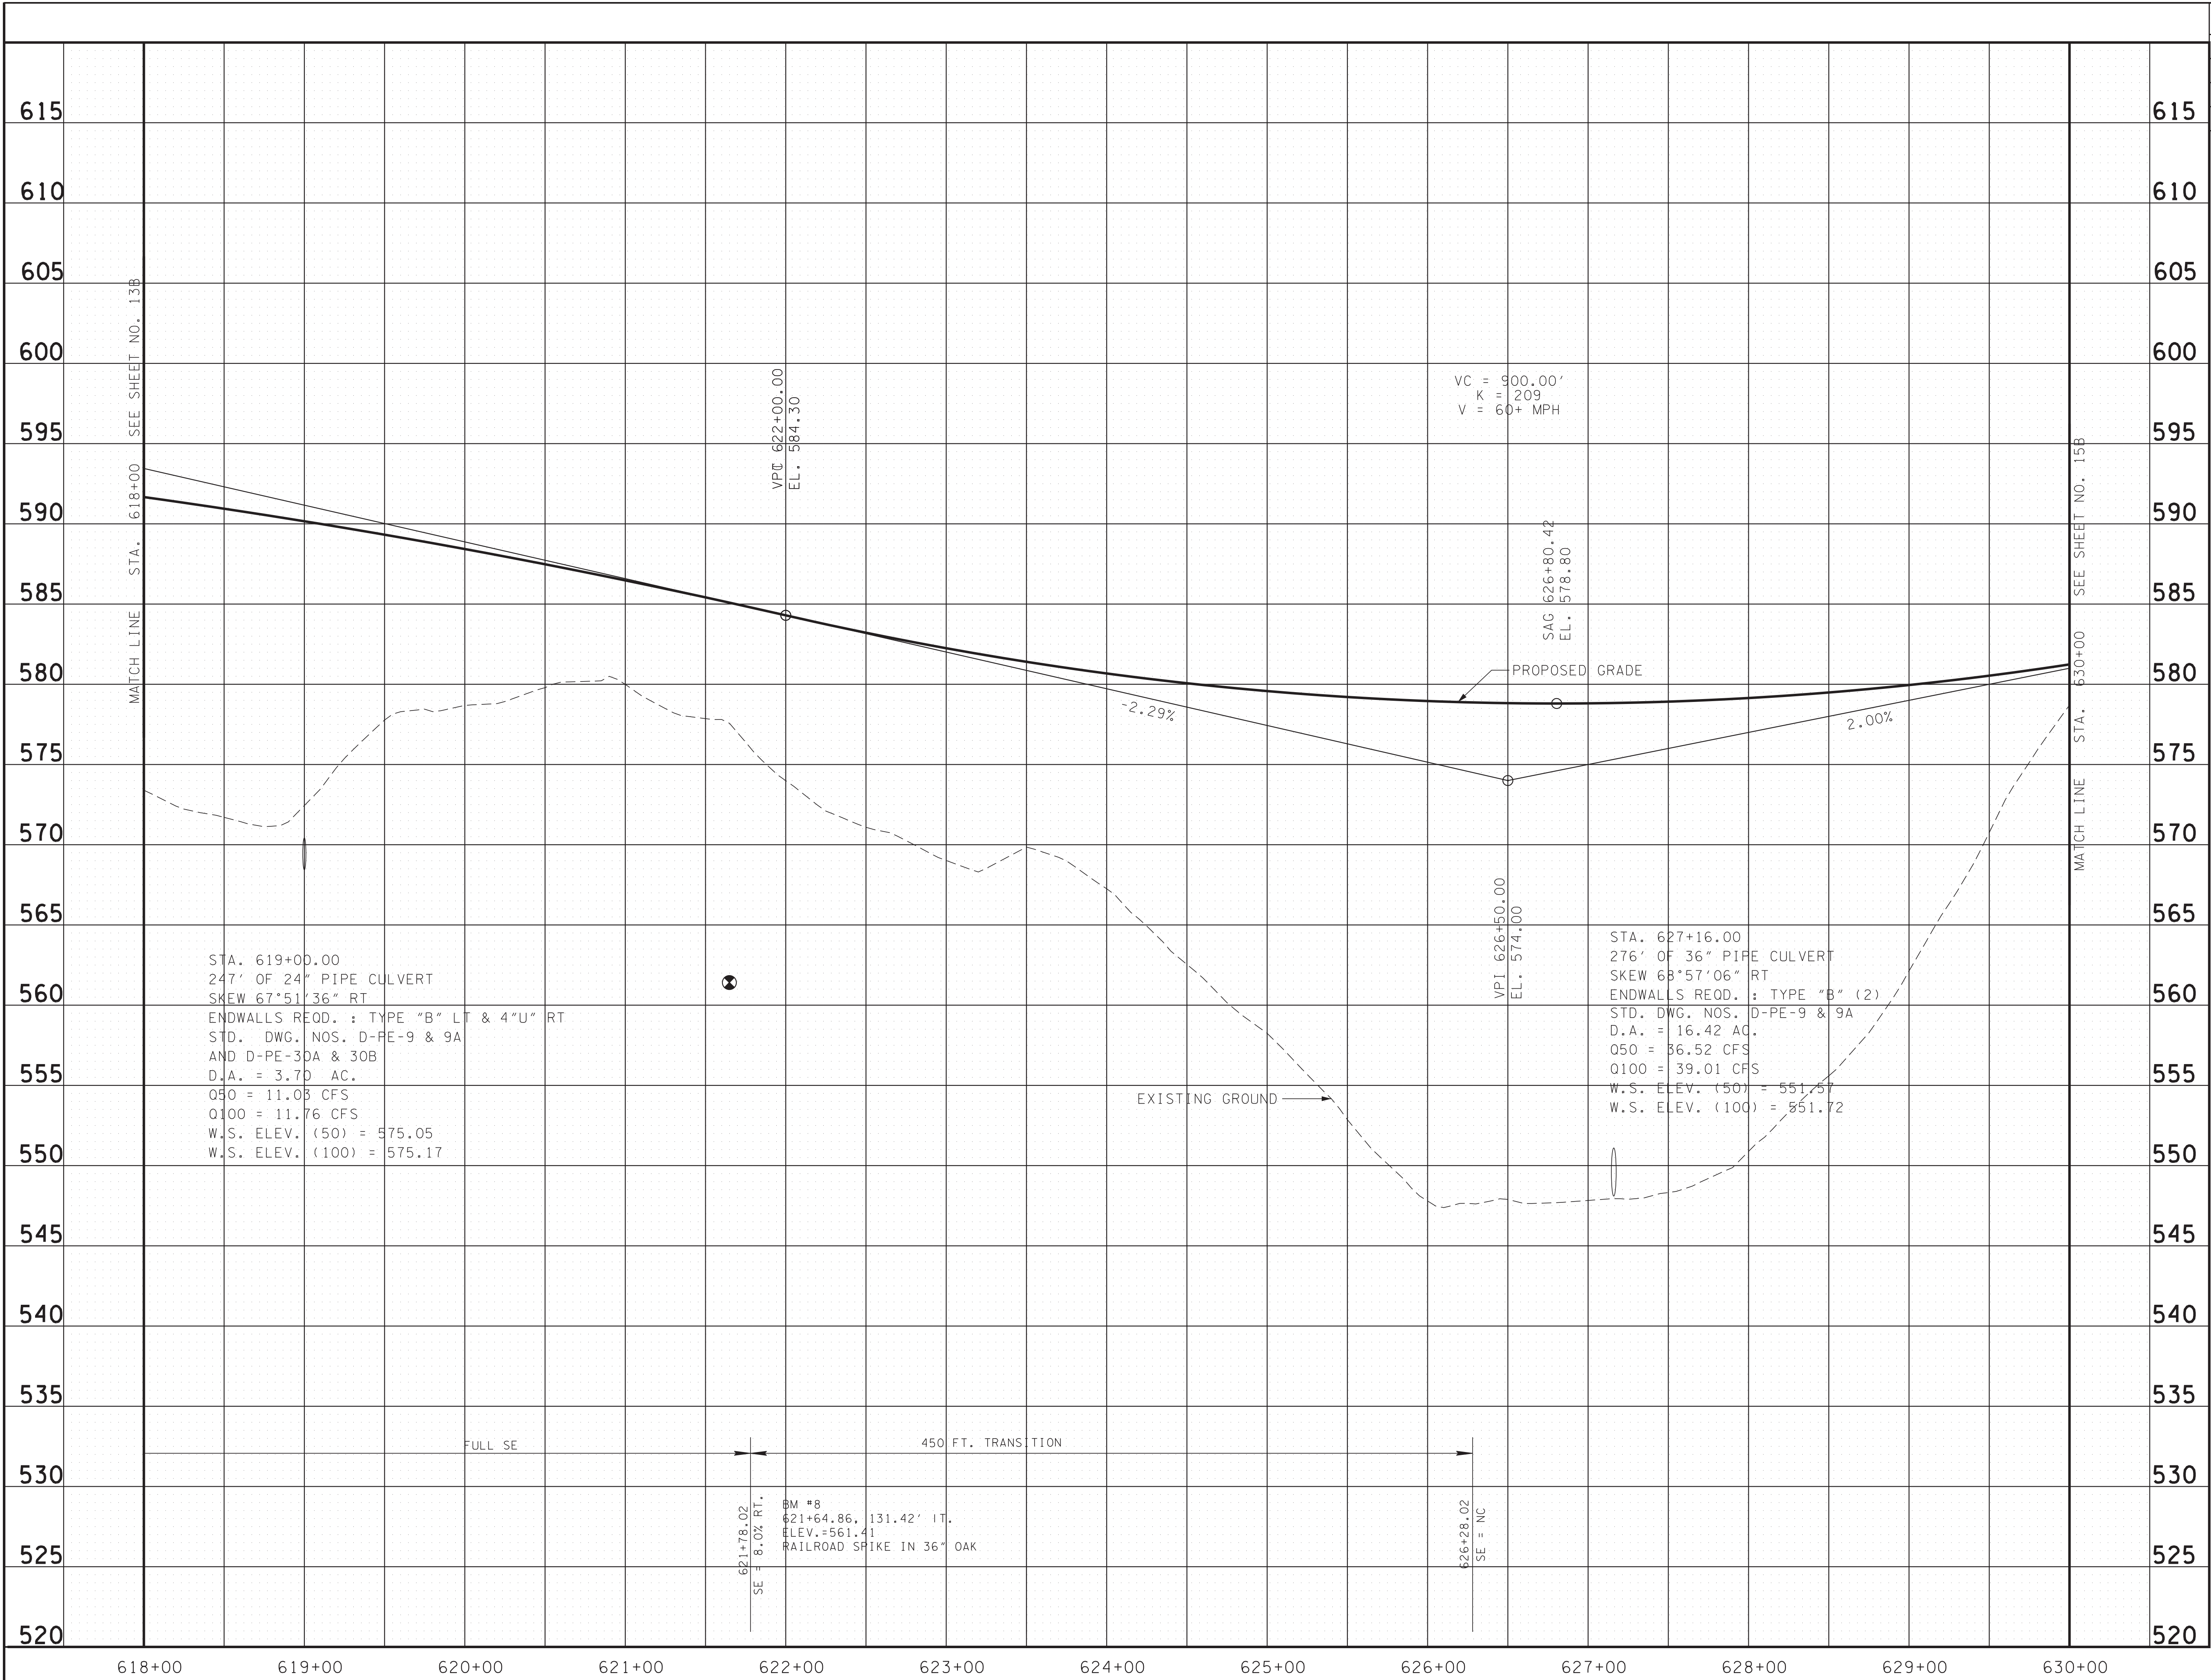 615
610
605
600
595
590
585
580
575
570
565
560
555
550
545
540
535
530
525
520
615
610
605
600
595
590
585
580
575
570
565
560
555
550
545
540
535
530
525
520
MATCH LINE STA. 618+00 SEE SHEET NO. 13B
622+00.00
EL. 584.30
VC = 900.00'
K = 209
V = 60+ MPH
SAG 626+80.42
EL. 578.80
PROPOSED GRADE
-2.29%
2.00%
MATCH LINE STA. 630+00 SEE SHEET NO. 15B
VPI 626+50.00
EL. 574.00
STA. 619+00.00
247' OF 24" PIPE CULVERT
SKEW 67°51'36" RT
ENDWALLS REQD. : TYPE "B" LT & 4"U" RT
STD. DWG. NOS. D-PE-9 & 9A
AND D-PE-30A & 30B
D.A. = 3.70 AC.
Q50 = 11.03 CFS
Q100 = 11.76 CFS
W.S. ELEV. (50) = 575.05
W.S. ELEV. (100) = 575.17
STA. 627+16.00
276' OF 36" PIPE CULVERT
SKEW 68°57'06" RT
ENDWALLS REQD. : TYPE "B" (2)
STD. DWG. NOS. D-PE-9 & 9A
D.A. = 16.42 AC.
Q50 = 36.52 CFS
Q100 = 39.01 CFS
W.S. ELEV. (50) = 551.57
W.S. ELEV. (100) = 551.72
EXISTING GROUND
FULL SE
450 FT. TRANSITION
621+78.02
SE = 8.0% RT.
BM #8
621+64.86, 131.42' lT.
ELEV.=561.41
RAILROAD SPIKE IN 36" OAK
626+28.02
SE = NC
618+00
619+00
620+00
621+00
622+00
623+00
624+00
625+00
626+00
627+00
628+00
629+00
630+00